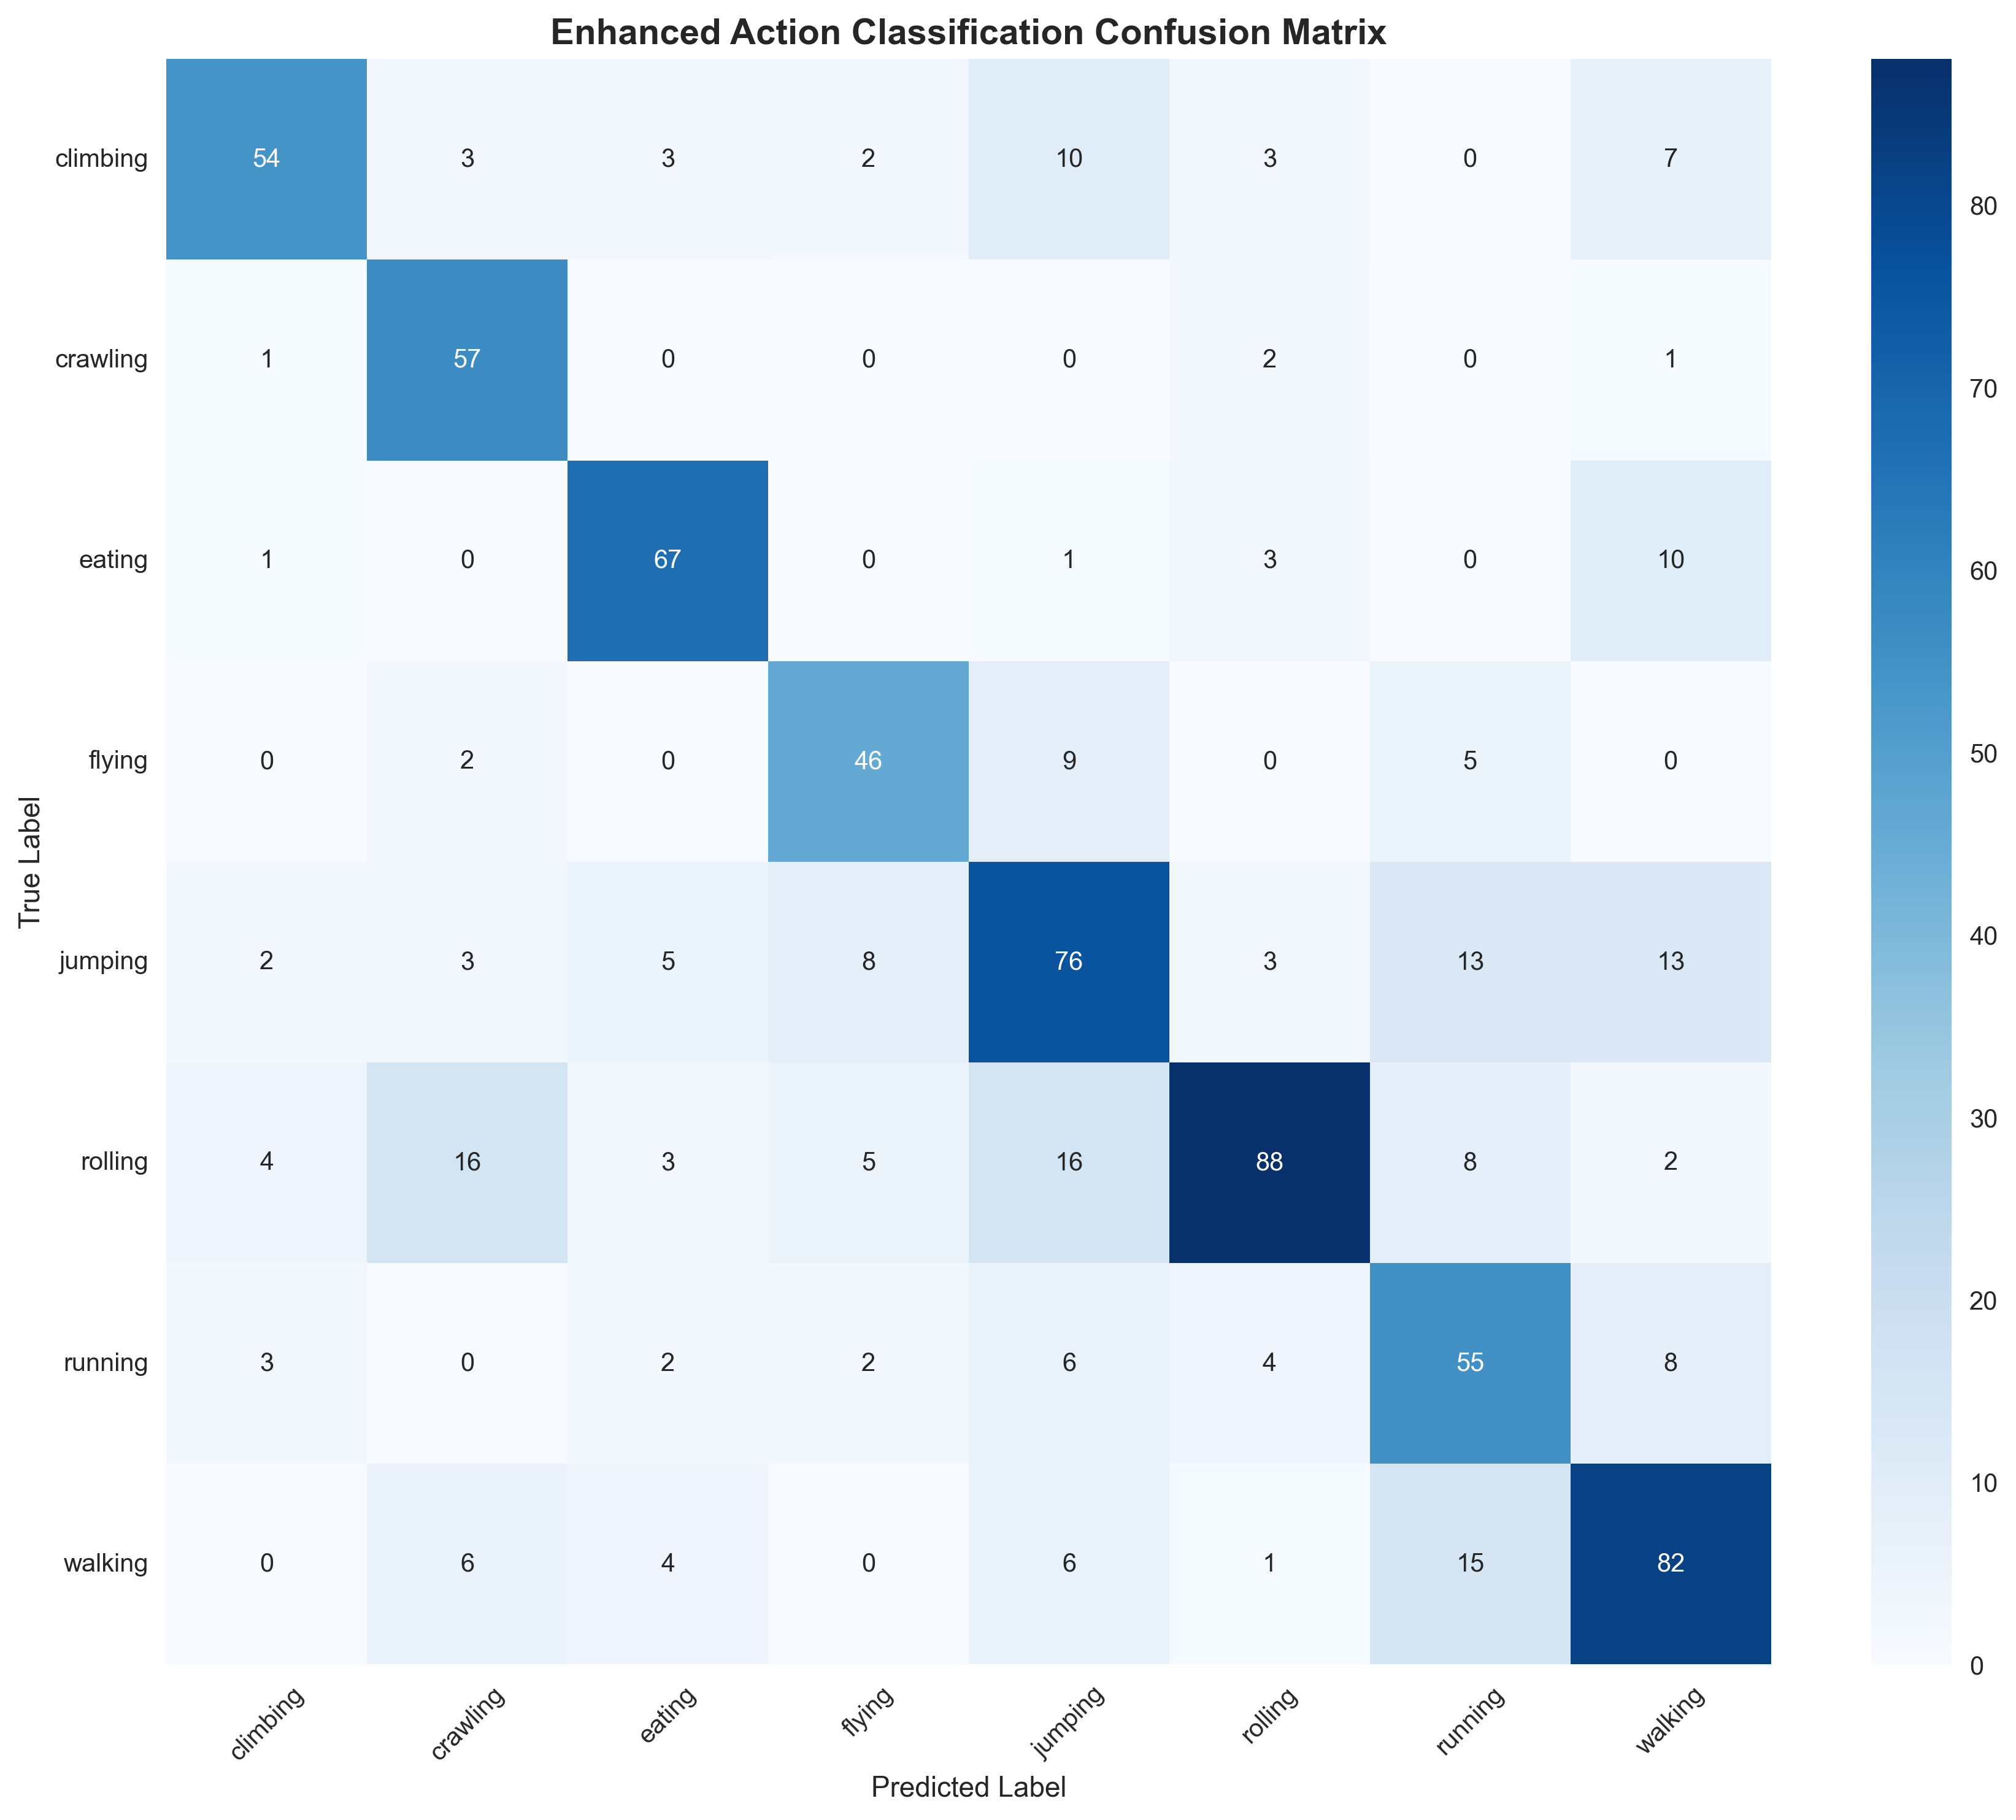 Enhanced Action Classification Confusion Matrix
climbing 54 3 3 2 10 3 0 7
crawling 1 57 0 0 0 2 0 1
eating 1 0 67 0 1 3 0 10
flying 0 2 0 46 9 0 5 0
jumping 2 3 5 8 76 3 13 13
rolling 4 16 3 5 16 88 8 2
running 3 0 2 2 6 4 55 8
walking 0 6 4 0 6 1 15 82
True Label
climbing crawling eating flying jumping rolling running walking
Predicted Label
80
70
60
50
40
30
20
10
0